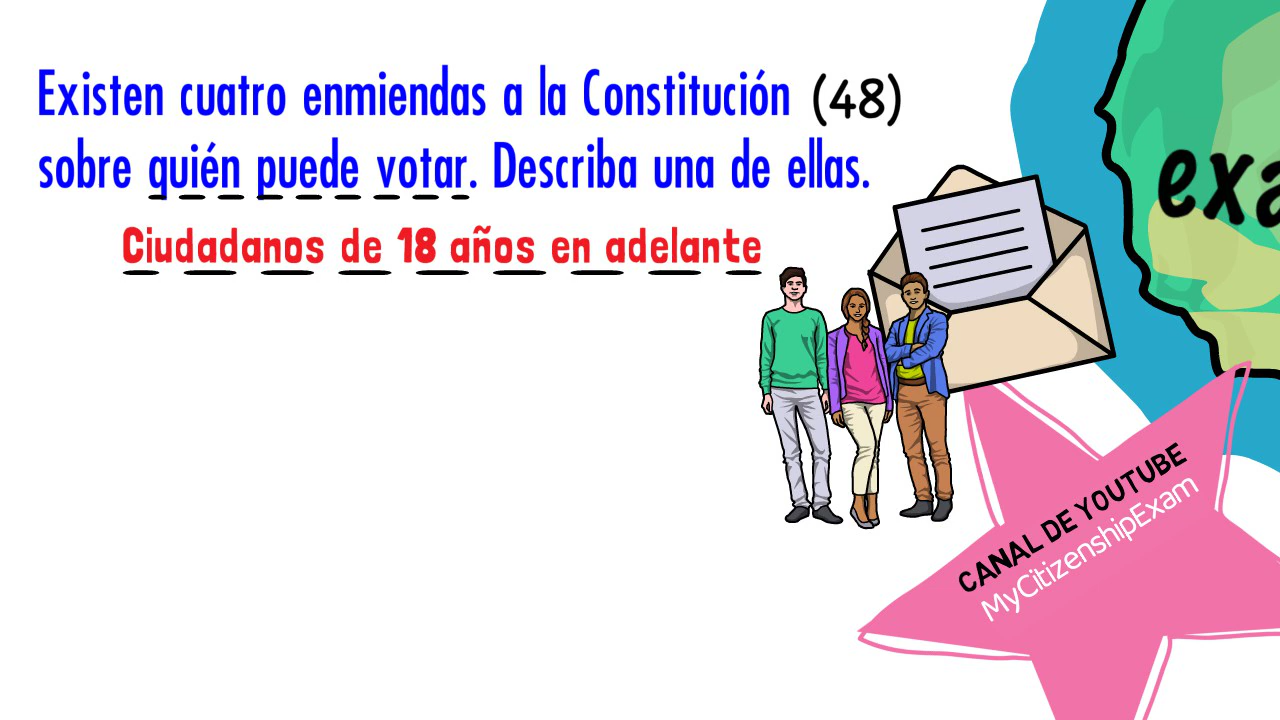 Existen cuatro enmiendas a la Constitución (48)
sobre quién puede votar. Describa una de ellas.
Ciudadanos de 18 años en adelante
exa
CANAL DE YOUTUBE
MyCitizenshipExam